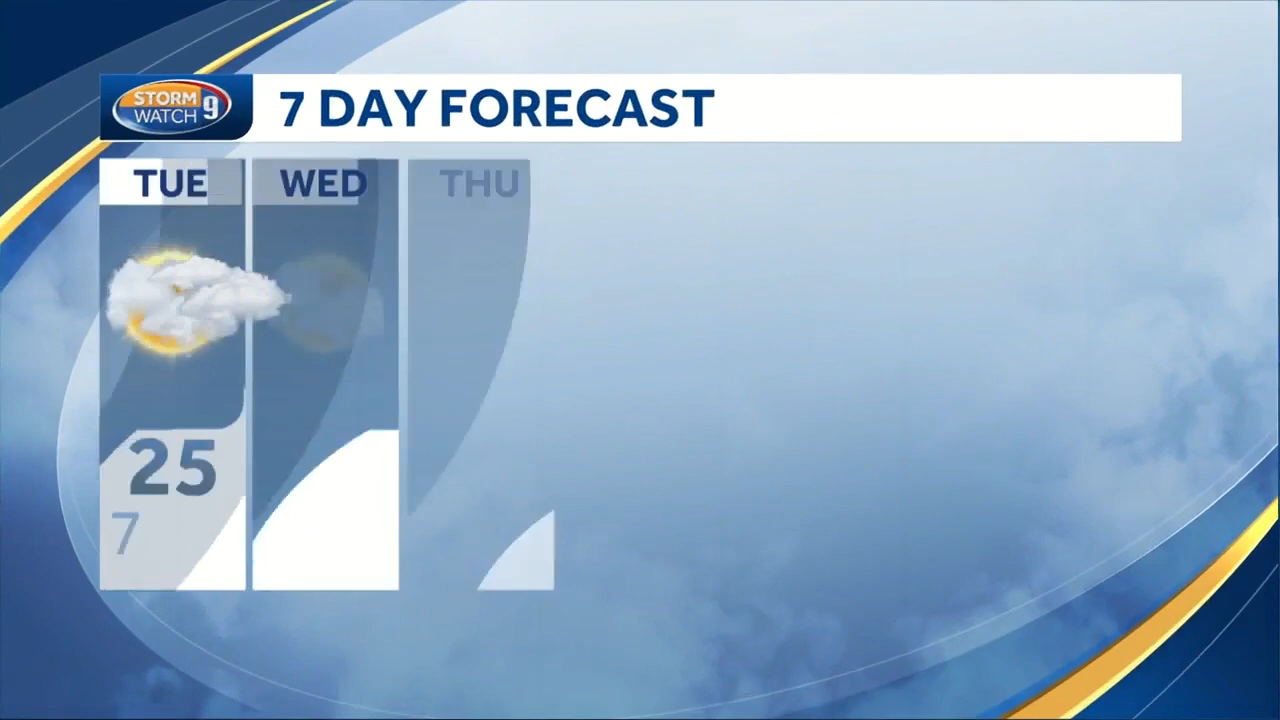 STORM
WATCH 9
7 DAY FORECAST
TUE
WED
THU
25
7